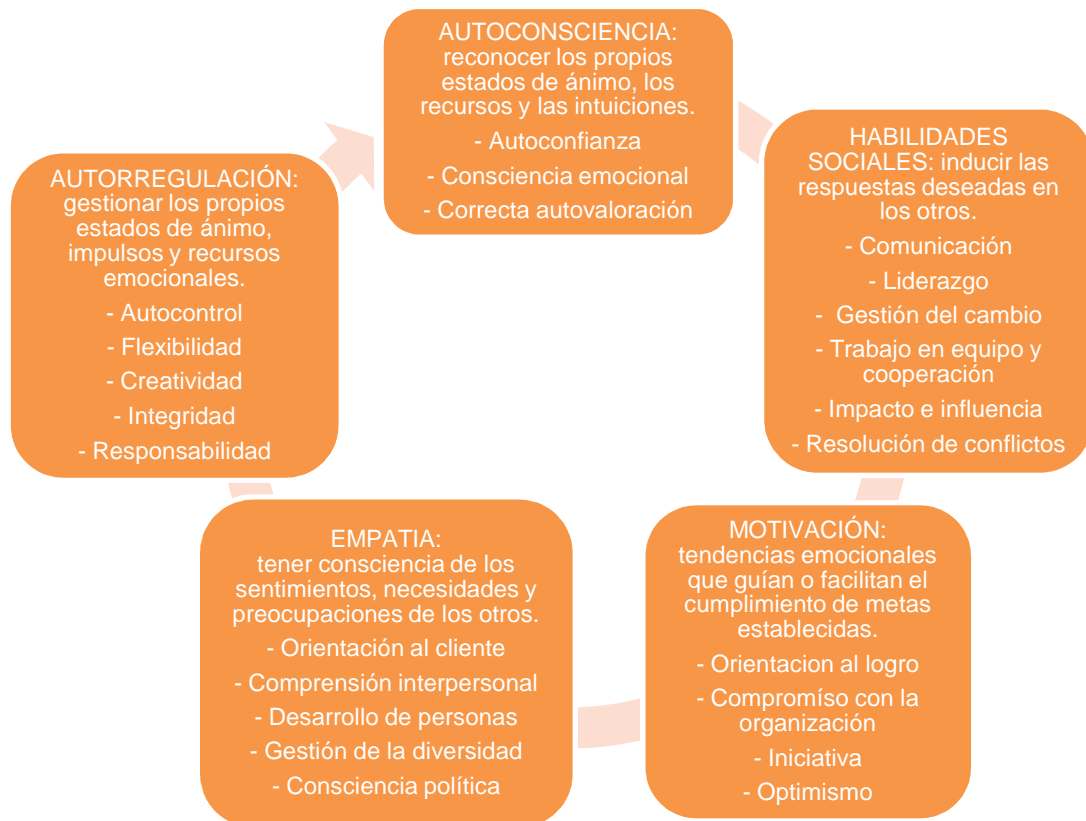 AUTOCONSCIENCIA:
reconocer los propios
estados de ánimo, los
recursos y las intuiciones.
- Autoconfianza
- Consciencia emocional
- Correcta autovaloración
HABILIDADES
SOCIALES: inducir las
respuestas deseadas en
los otros.
- Comunicación
- Liderazgo
- Gestión del cambio
- Trabajo en equipo y
cooperación
- Impacto e influencia
- Resolución de conflictos
MOTIVACIÓN:
tendencias emocionales
que guían o facilitan el
cumplimiento de metas
establecidas.
- Orientacion al logro
- Compromíso con la
organización
- Iniciativa
- Optimismo
EMPATIA:
tener consciencia de los
sentimientos, necesidades y
preocupaciones de los otros.
- Orientación al cliente
- Comprensión interpersonal
- Desarrollo de personas
- Gestión de la diversidad
- Consciencia política
AUTORREGULACIÓN:
gestionar los propios
estados de ánimo,
impulsos y recursos
emocionales.
- Autocontrol
- Flexibilidad
- Creatividad
- Integridad
- Responsabilidad